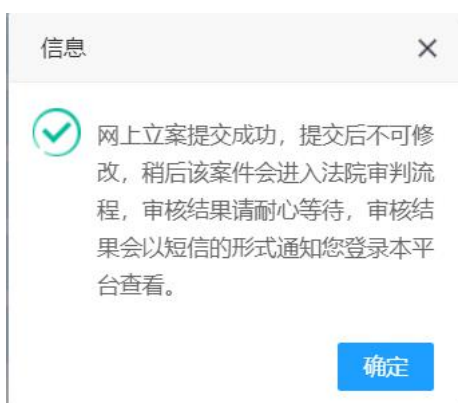 信息
网上立案提交成功，提交后不可修
改，稍后该案件会进入法院审判流
程，审核结果请耐心等待，审核结
果会以短信的形式通知您登录本平
台查看。
确定